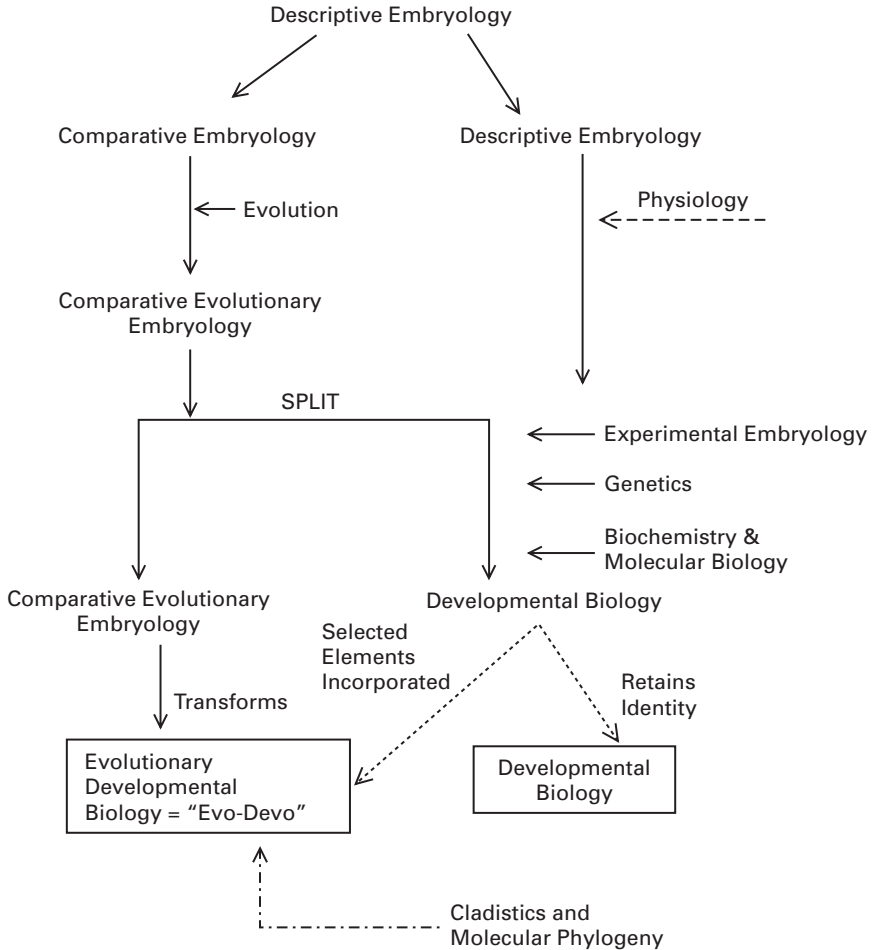 Descriptive Embryology
Comparative Embryology
Descriptive Embryology
Evolution
Physiology
Comparative Evolutionary
Embryology
SPLIT
Experimental Embryology
Genetics
Biochemistry &
Molecular Biology
Comparative Evolutionary
Embryology
Developmental Biology
Selected
Elements
Incorporated
Transforms
Retains
Identity
Evolutionary
Developmental
Biology = “Evo-Devo”
Developmental
Biology
Cladistics and
Molecular Phylogeny